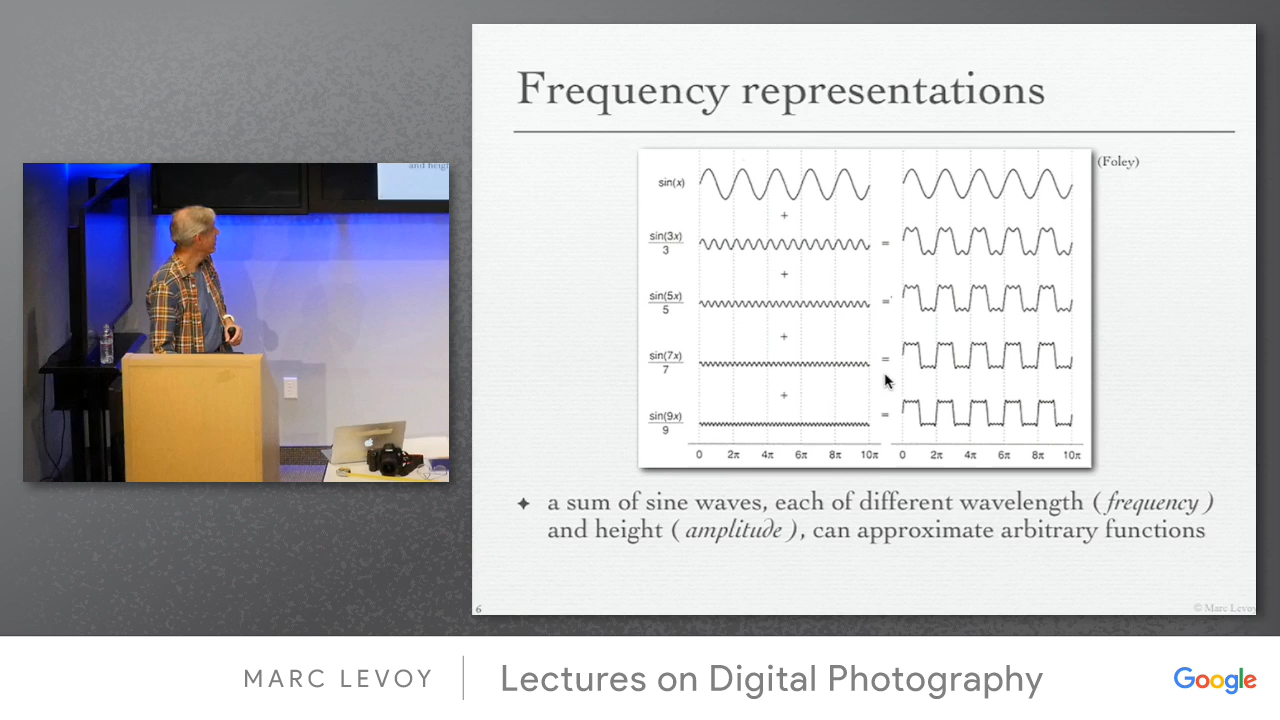 and heig
Frequency representations
(Foley)
sin(x)
+
sin(3x)
3
=
+
sin(5x)
5
=
+
sin(7x)
7
=
+
sin(9x)
9
=
0 2π 4π 6π 8π 10π 0 2π 4π 6π 8π 10π
✦ a sum of sine waves, each of different wavelength (frequency)
and height (amplitude), can approximate arbitrary functions
6
© Marc Levoy
MARC LEVOY
Lectures on Digital Photography
Google